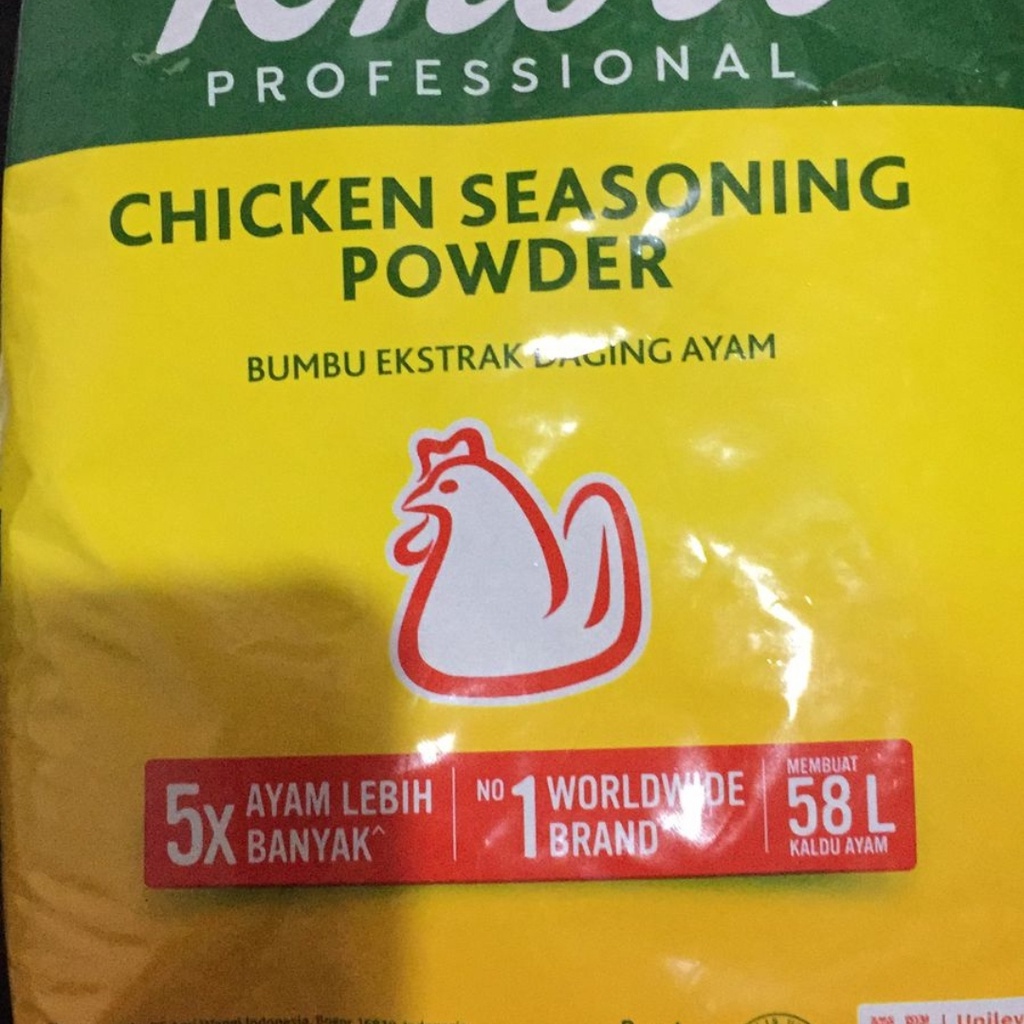 Knorr
PROFESSIONAL
CHICKEN SEASONING
POWDER
BUMBU EKSTRAK DAGING AYAM
5x AYAM LEBIH
BANYAK^
NO 1 WORLDWIDE
BRAND
MEMBUAT
58 L
KALDU AYAM